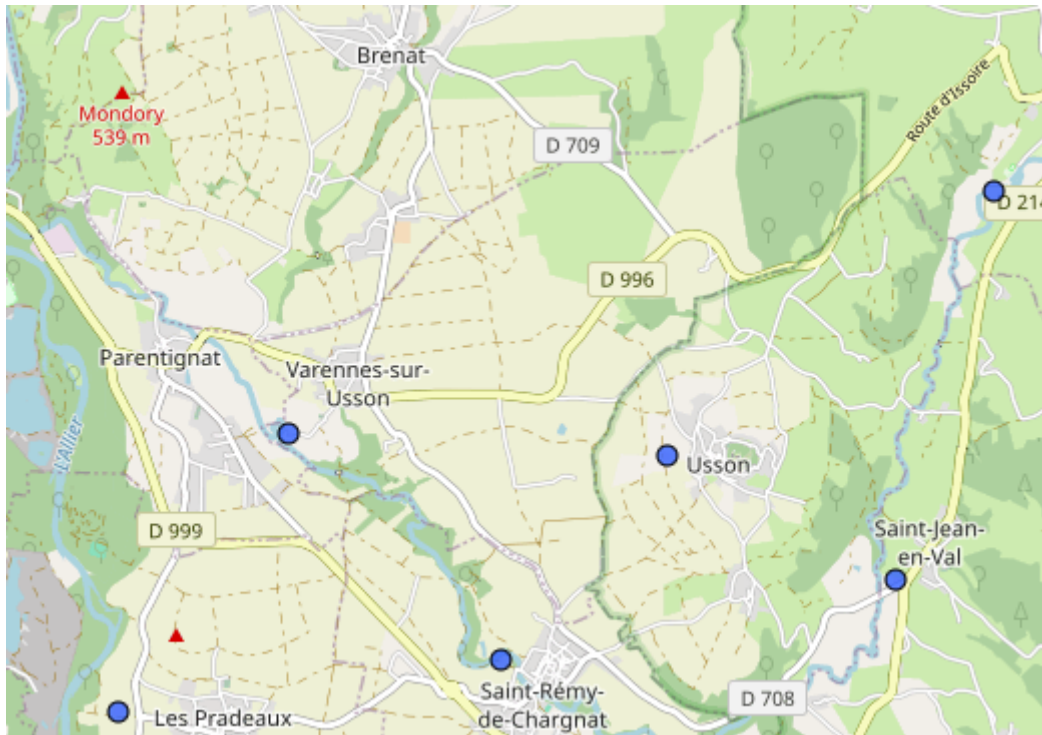 Brenat
Mondory
539 m
Route d'Issoire
D 709
D 214
D 996
Parentignat
Varennes-sur-
Usson
L'Allier
Usson
D 999
Saint-Jean-
en-Val
Saint-Rémy-
de-Chargnat
D 708
Les Pradeaux